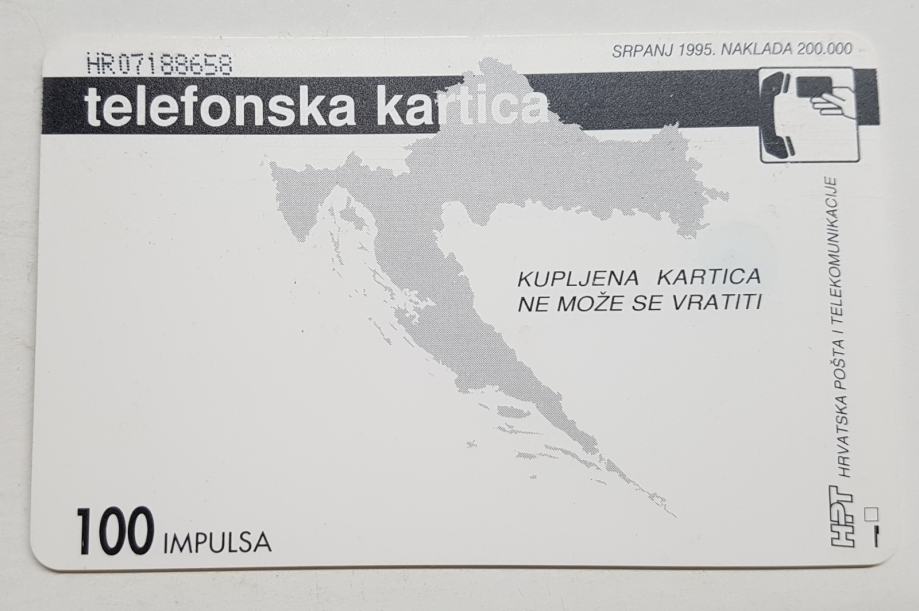 HR07188658
SRPANJ 1995. NAKLADA 200.000
telefonska kartica
KUPLJENA KARTICA
NE MOŽE SE VRATITI
HPT HRVATSKA POŠTA I TELEKOMUNIKACIJE
100 IMPULSA